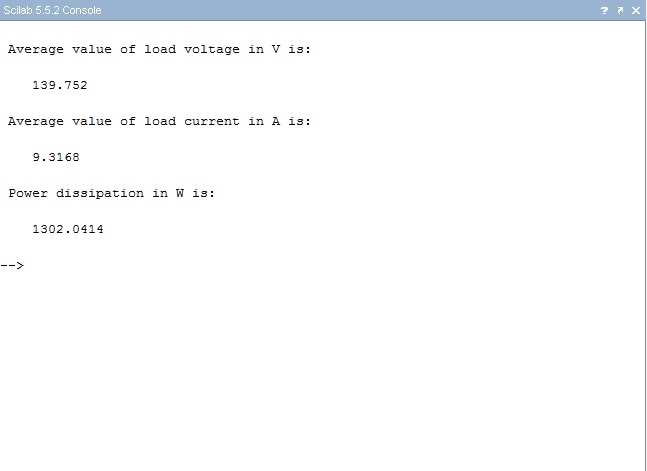 Scilab 5.5.2 Console
Average value of load voltage in V is:
139.752
Average value of load current in A is:
9.3168
Power dissipation in W is:
1302.0414
-->